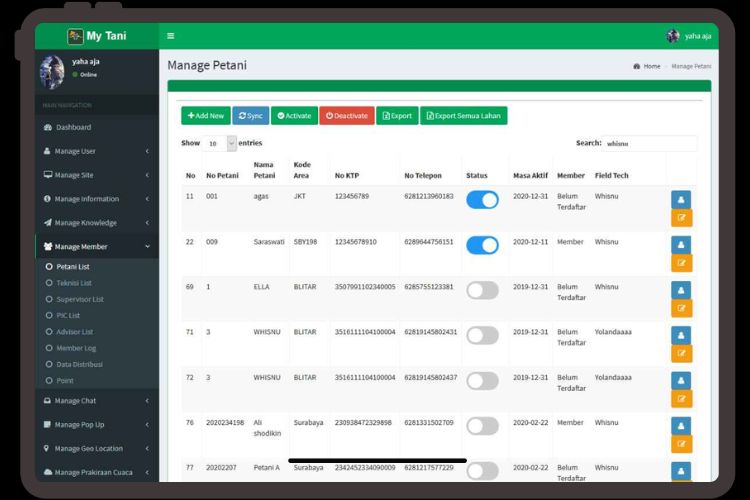 My Tani
yaha aja
yaha aja
Online
Manage Petani
Home - Manage Petani
MAIN NAVIGATION
Dashboard
Manage User
Manage Site
Manage Information
Manage Knowledge
Manage Member
Petani List
Teknisi List
Supervisor List
PIC List
Advisor List
Member Log
Data Distribusi
Point
Manage Chat
Manage Pop Up
Manage Geo Location
Manage Prakiraan Cuaca
Add New Sync Activate Deactivate Export Export Semua Lahan
Show 10 entries Search: whisnu
No No Petani Nama Petani Kode Area No KTP No Telepon Status Masa Aktif Member Field Tech
11 001 agas JKT 123456789 6281213960183 2020-12-31 Belum Terdaftar Whisnu
22 009 Saraswati SBY198 12345678910 6289644756151 2020-12-11 Member Whisnu
69 1 ELLA BLITAR 3507991102340005 6285755123381 2019-12-31 Belum Terdaftar Whisnu
71 3 WHISNU BLITAR 3516111104100004 62819145802431 2019-12-31 Belum Terdaftar Yolandaaaa
72 3 WHISNU BLITAR 3516111104100004 62819145802437 2019-12-31 Belum Terdaftar Yolandaaaa
76 2020234198 Ali shodikin Surabaya 230938472329898 6281331502709 2020-02-22 Member Whisnu
77 20202207 Petani A Surabaya 2342452334090009 6281217577229 2020-02-22 Belum Terdaftar Whisnu